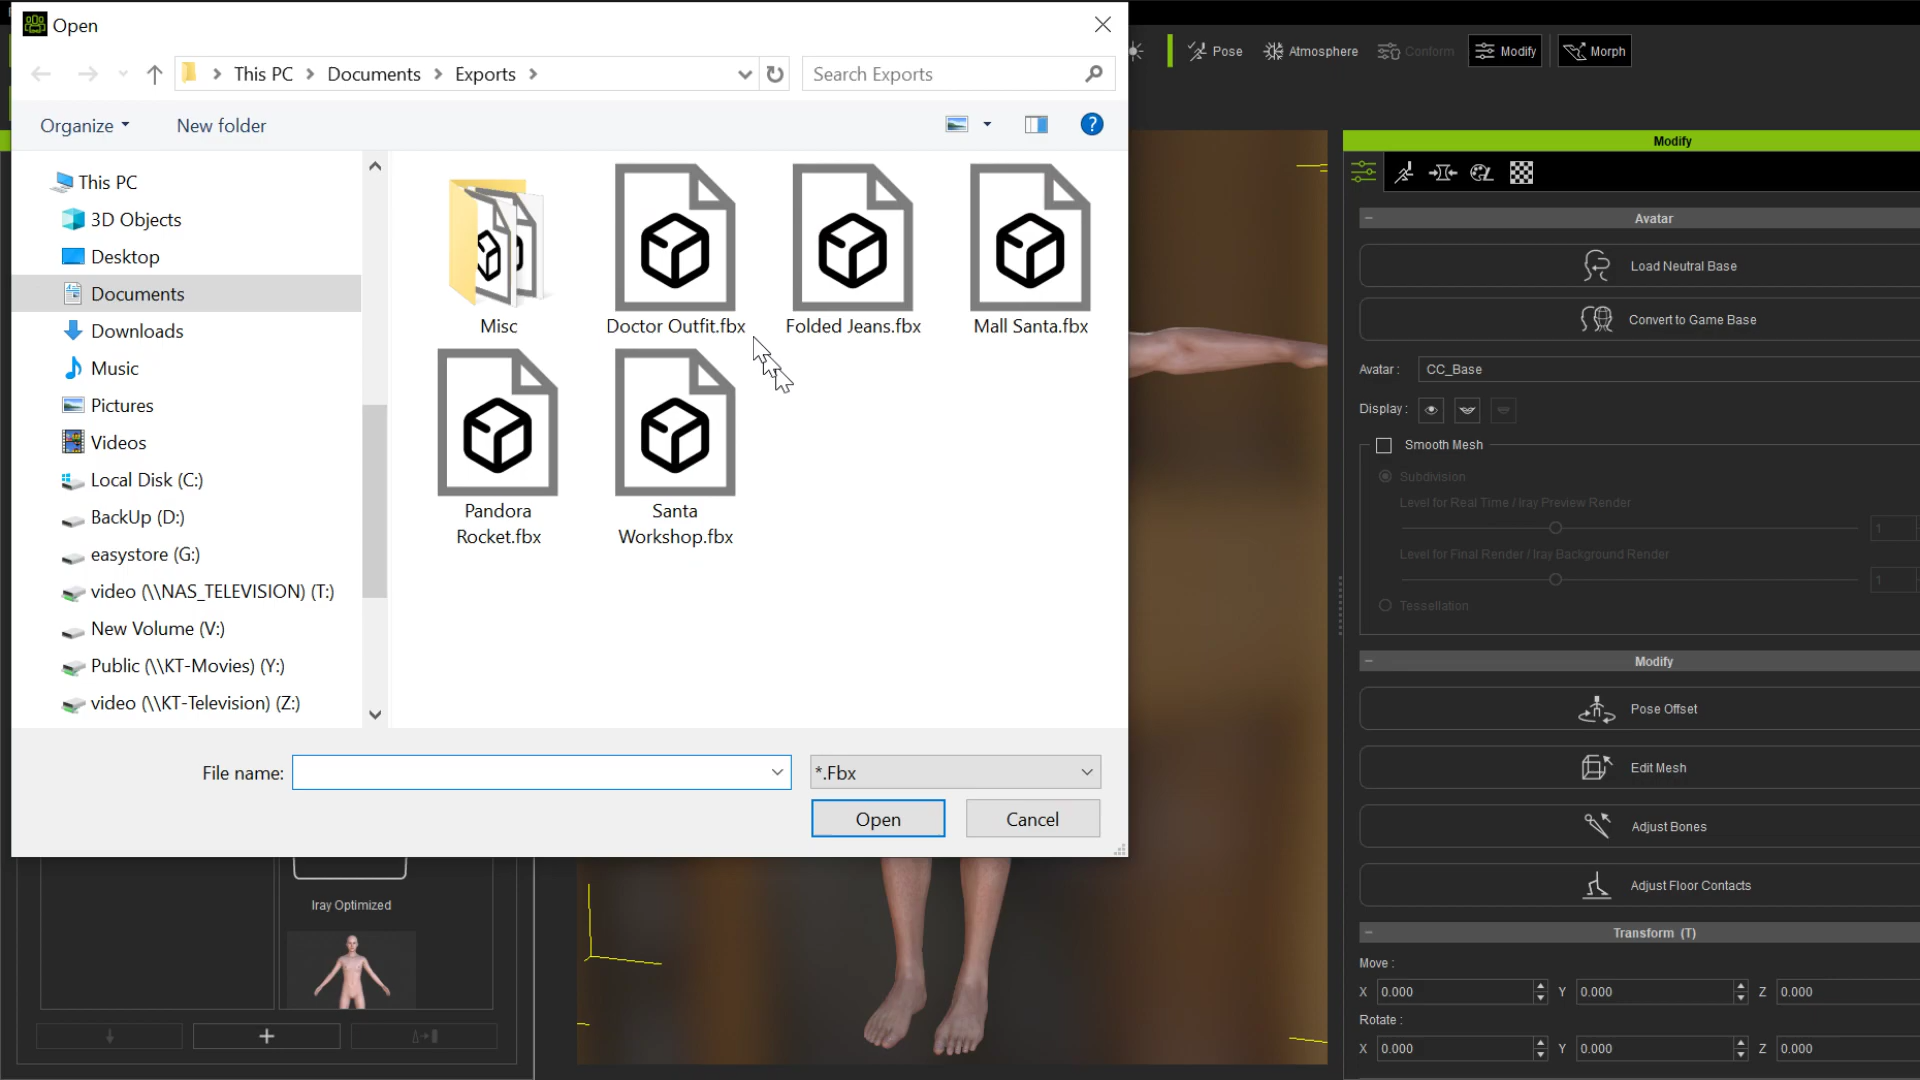 Open
This PC
Documents
Exports
Search Exports
Organize
New folder
This PC
3D Objects
Desktop
Documents
Downloads
Music
Pictures
Videos
Local Disk (C:)
BackUp (D:)
easystore (G:)
video (\\NAS_TELEVISION) (T:)
New Volume (V:)
Public (\\KT-Movies) (Y:)
video (\\KT-Television) (Z:)
Misc
Doctor Outfit.fbx
Folded Jeans.fbx
Mall Santa.fbx
Pandora
Rocket.fbx
Santa
Workshop.fbx
File name:
*.Fbx
Open
Cancel
Iray Optimized
Pose
Atmosphere
Conform
Modify
Morph
Modify
Avatar
Load Neutral Base
Convert to Game Base
Avatar :
CC_Base
Display :
Smooth Mesh
Subdivision
Level for Real Time / Iray Preview Render
1
Level for Final Render / Iray Background Render
1
Tessellation
Modify
Pose Offset
Edit Mesh
Adjust Bones
Adjust Floor Contacts
Transform (T)
Move :
X 0.000 Y 0.000 Z 0.000
Rotate :
X 0.000 Y 0.000 Z 0.000